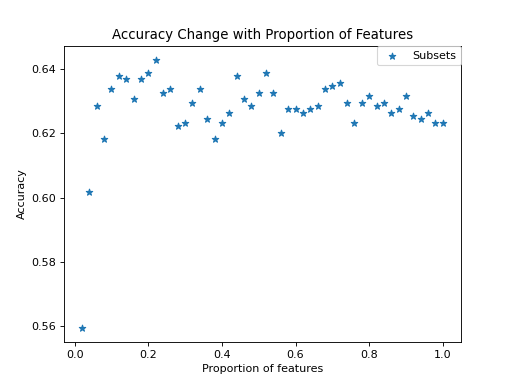 Accuracy Change with Proportion of Features
Subsets
0.64
0.62
0.60
0.58
0.56
Accuracy
0.0 0.2 0.4 0.6 0.8 1.0
Proportion of features